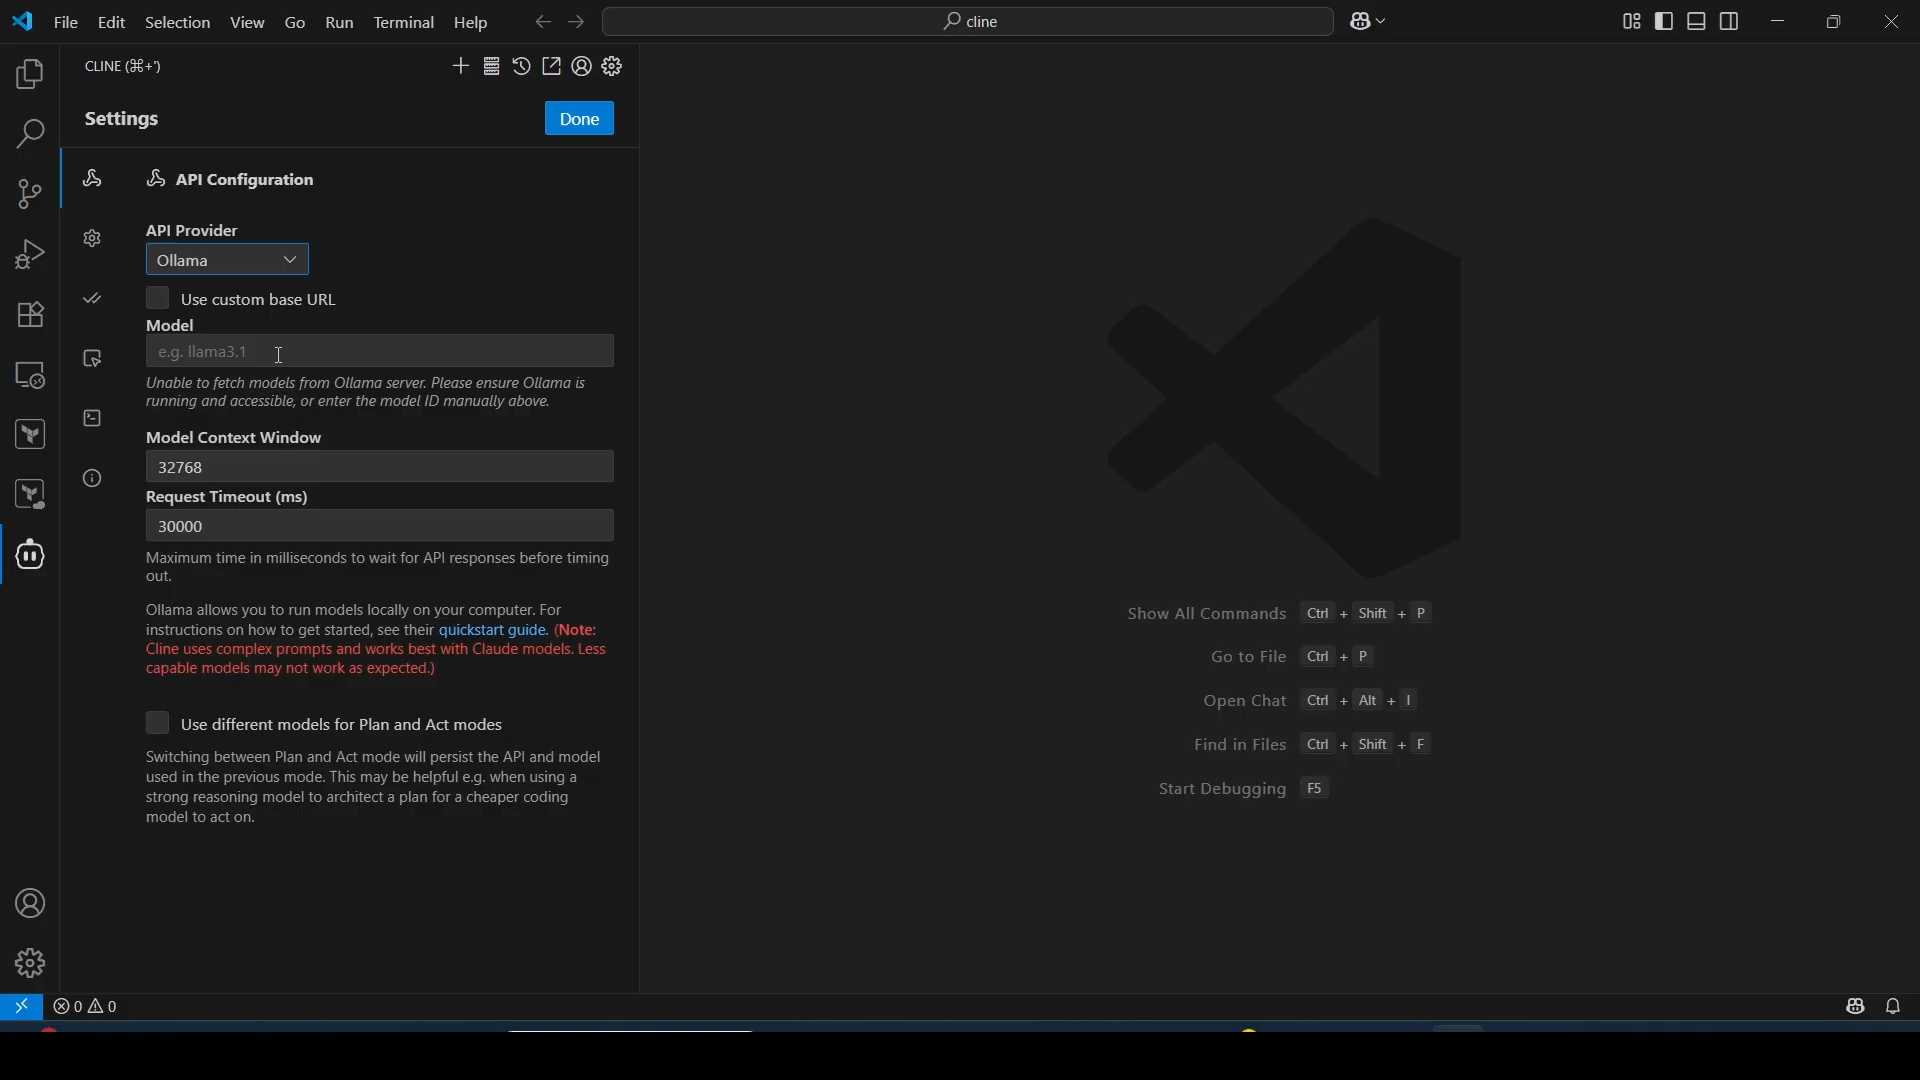 File Edit Selection View Go Run Terminal Help
cline
CLINE (⌘+')
Settings
Done
API Configuration
API Provider
Ollama
Use custom base URL
Model
e.g. llama3.1
Unable to fetch models from Ollama server. Please ensure Ollama is
running and accessible, or enter the model ID manually above.
Model Context Window
32768
Request Timeout (ms)
30000
Maximum time in milliseconds to wait for API responses before timing
out.
Ollama allows you to run models locally on your computer. For
instructions on how to get started, see their quickstart guide. (Note:
Cline uses complex prompts and works best with Claude models. Less
capable models may not work as expected.)
Use different models for Plan and Act modes
Switching between Plan and Act mode will persist the API and model
used in the previous mode. This may be helpful e.g. when using a
strong reasoning model to architect a plan for a cheaper coding
model to act on.
Show All Commands Ctrl + Shift + P
Go to File Ctrl + P
Open Chat Ctrl + Alt + I
Find in Files Ctrl + Shift + F
Start Debugging F5
0 0